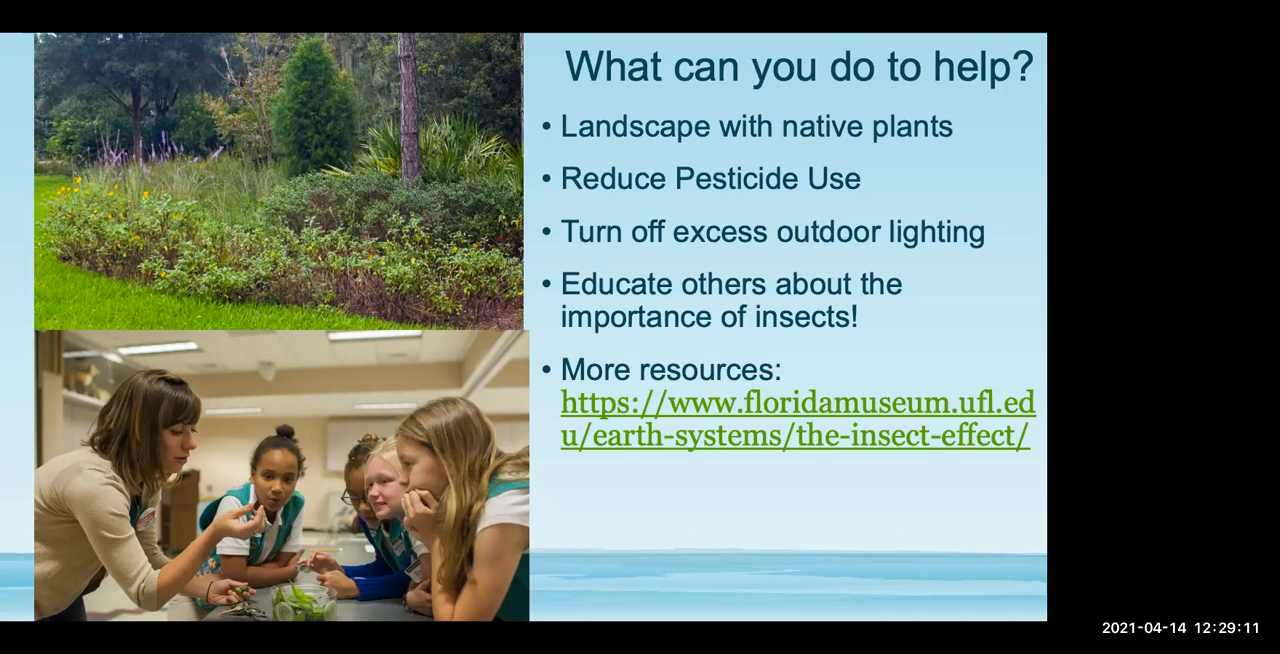 What can you do to help?
• Landscape with native plants
• Reduce Pesticide Use
• Turn off excess outdoor lighting
• Educate others about the
importance of insects!
• More resources:
https://www.floridamuseum.ufl.ed
u/earth-systems/the-insect-effect/
2021-04-14 12:29:11